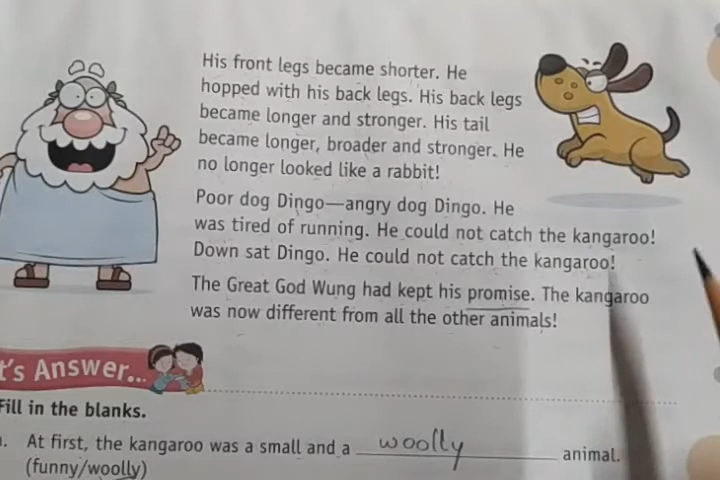 His front legs became shorter. He
hopped with his back legs. His back legs
became longer and stronger. His tail
became longer, broader and stronger. He
no longer looked like a rabbit!
Poor dog Dingo—angry dog Dingo. He
was tired of running. He could not catch the kangaroo!
Down sat Dingo. He could not catch the kangaroo!
The Great God Wung had kept his promise. The kangaroo
was now different from all the other animals!
t's Answer...
Fill in the blanks.
At first, the kangaroo was a small and a woolly animal.
(funny/woolly)